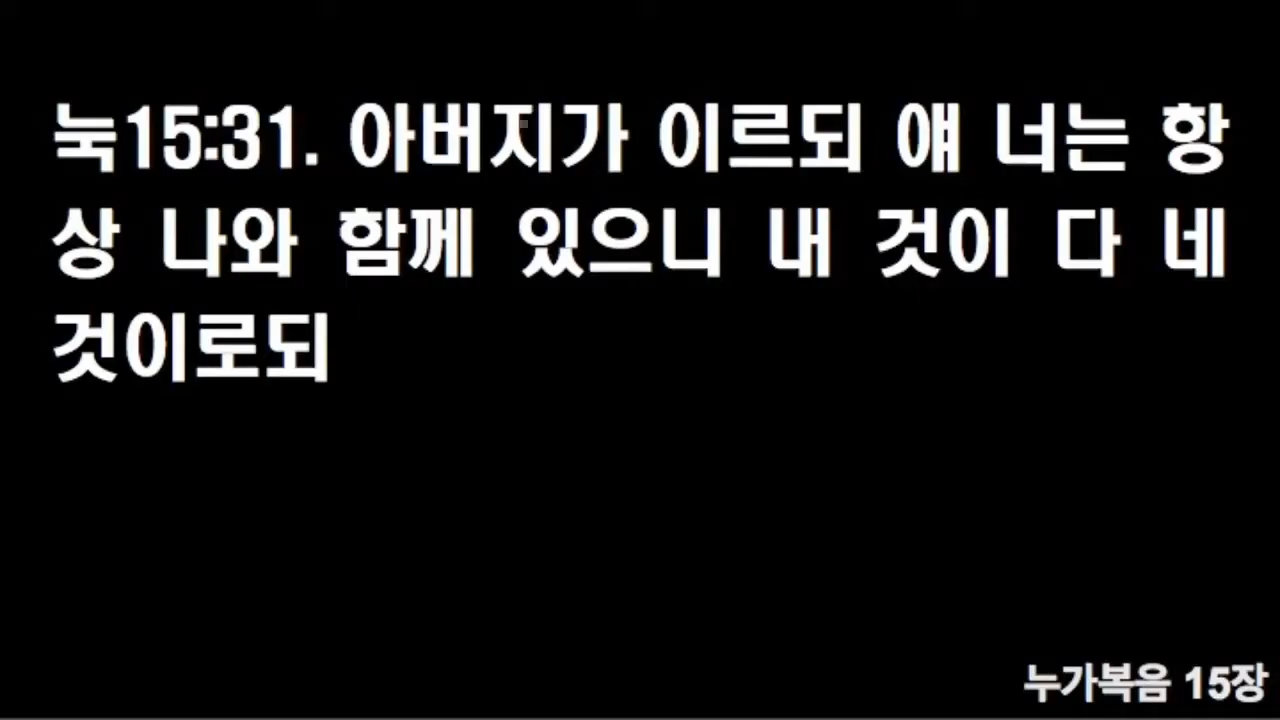 눅15:31. 아버지가 이르되 얘 너는 항
상 나와 함께 있으니 내 것이 다 네
것이로되
누가복음 15장